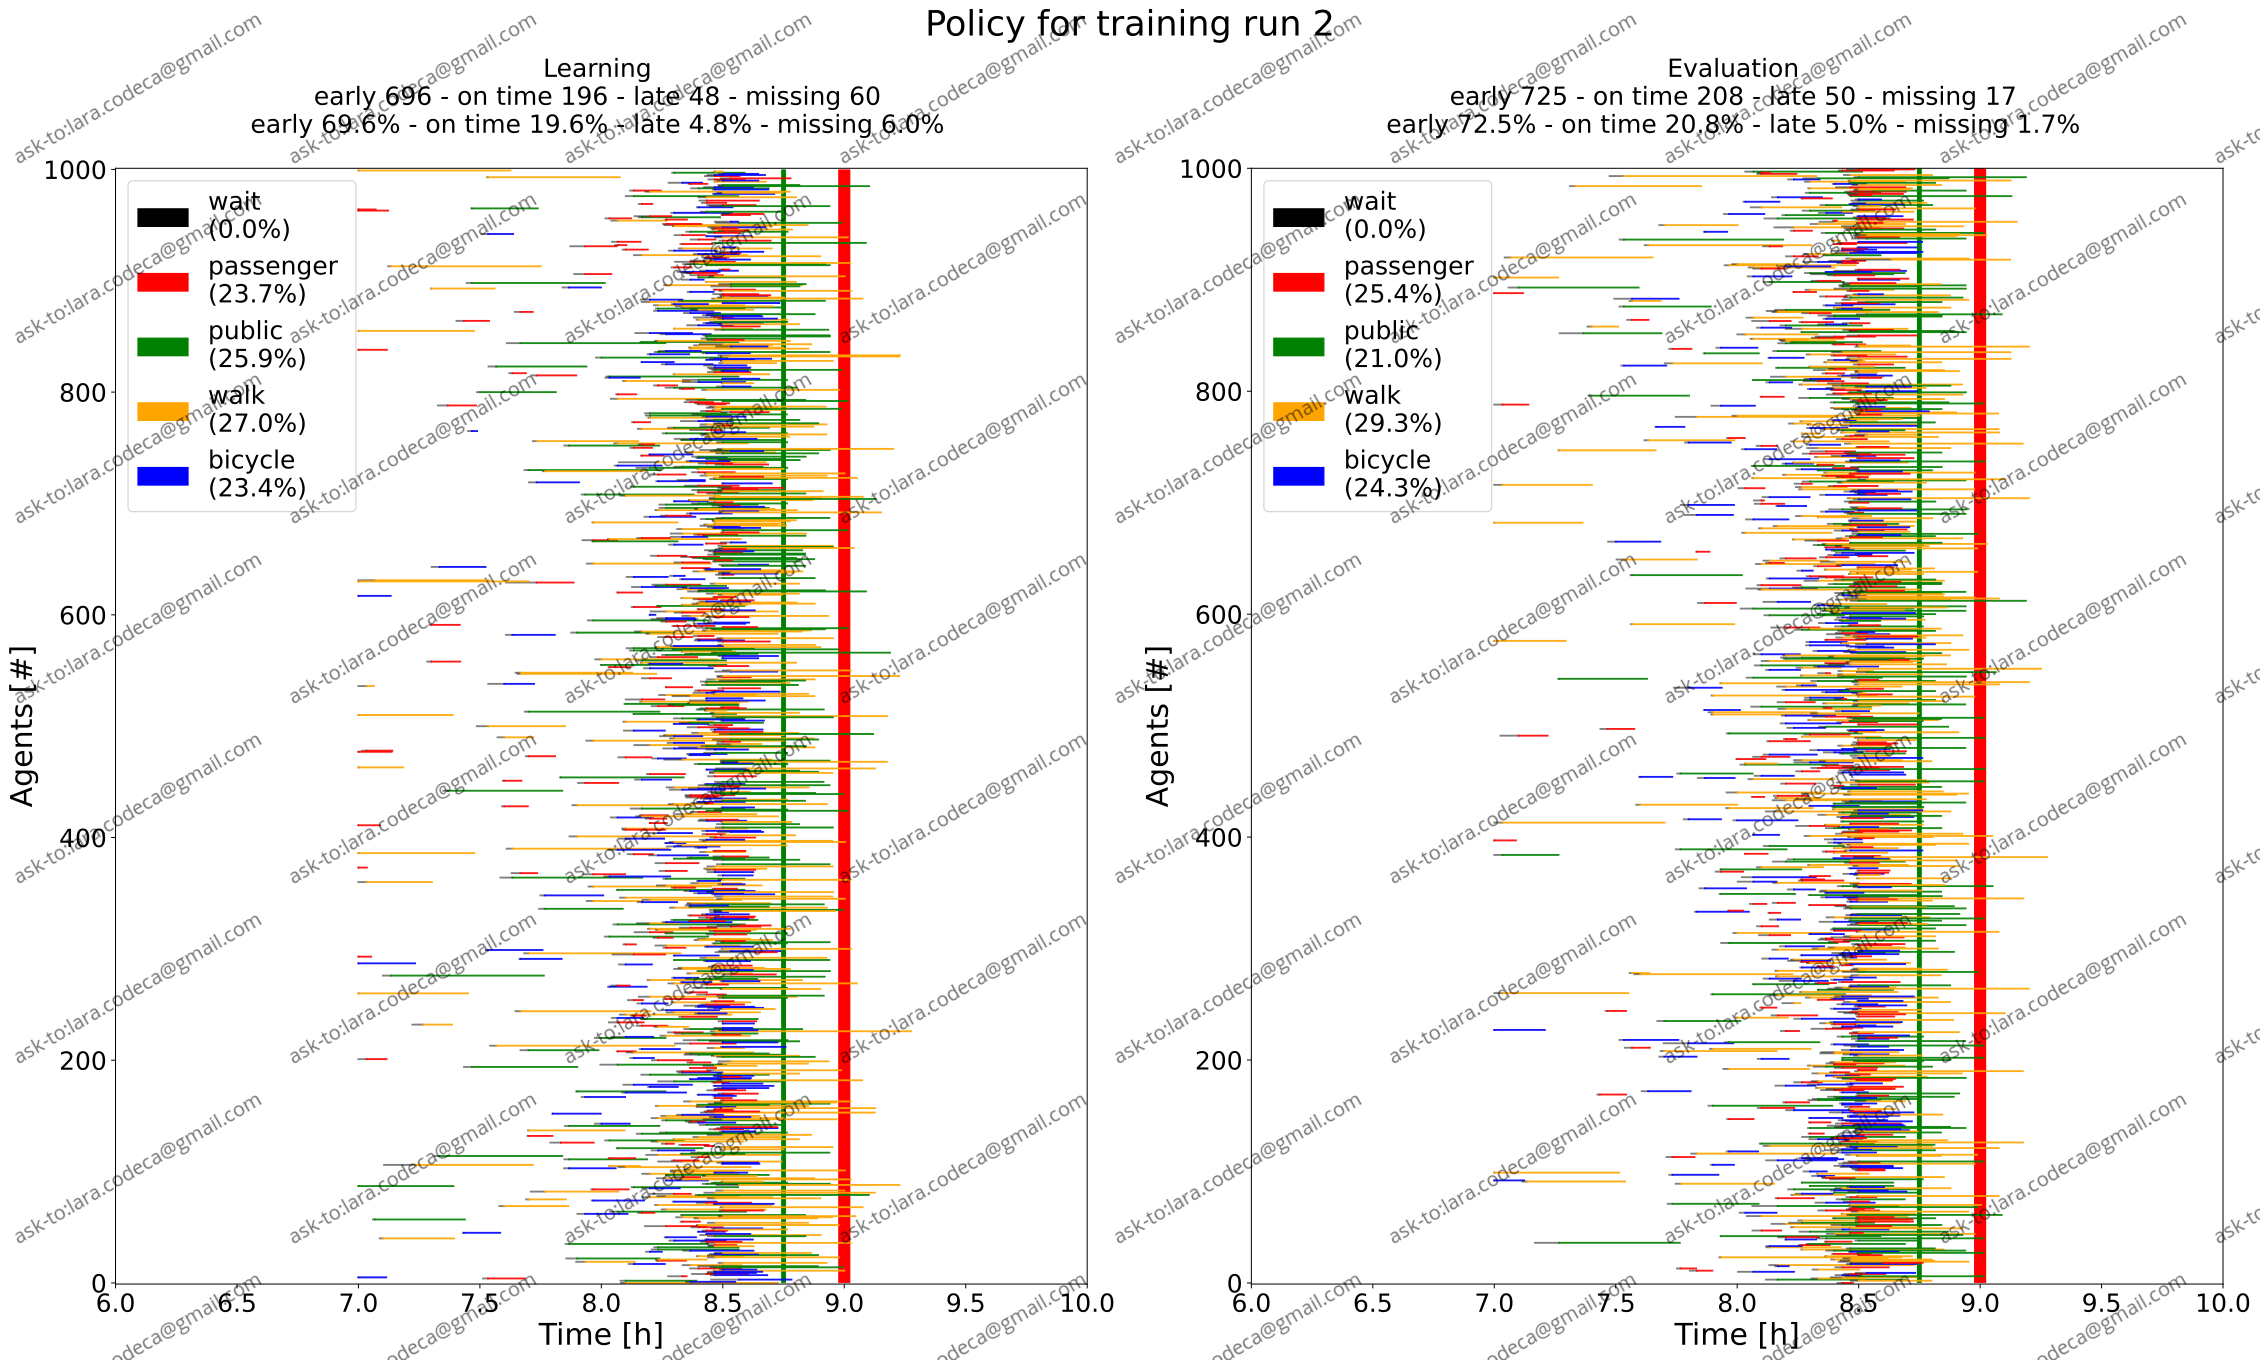 Policy for training run 2
Learning
early 696 - on time 196 - late 48 - missing 60
early 69.6% - on time 19.6% - late 4.8% - missing 6.0%
1000
800
600
400
200
0
Agents [#]
wait
(0.0%)
passenger
(23.7%)
public
(25.9%)
walk
(27.0%)
bicycle
(23.4%)
6.0 6.5 7.0 7.5 8.0 8.5 9.0 9.5 10.0
Time [h]
Evaluation
early 725 - on time 208 - late 50 - missing 17
early 72.5% - on time 20.8% - late 5.0% - missing 1.7%
1000
800
600
400
200
0
Agents [#]
wait
(0.0%)
passenger
(25.4%)
public
(21.0%)
walk
(29.3%)
bicycle
(24.3%)
6.0 6.5 7.0 7.5 8.0 8.5 9.0 9.5 10.0
Time [h]
ask-to:lara.codeca@gmail.com